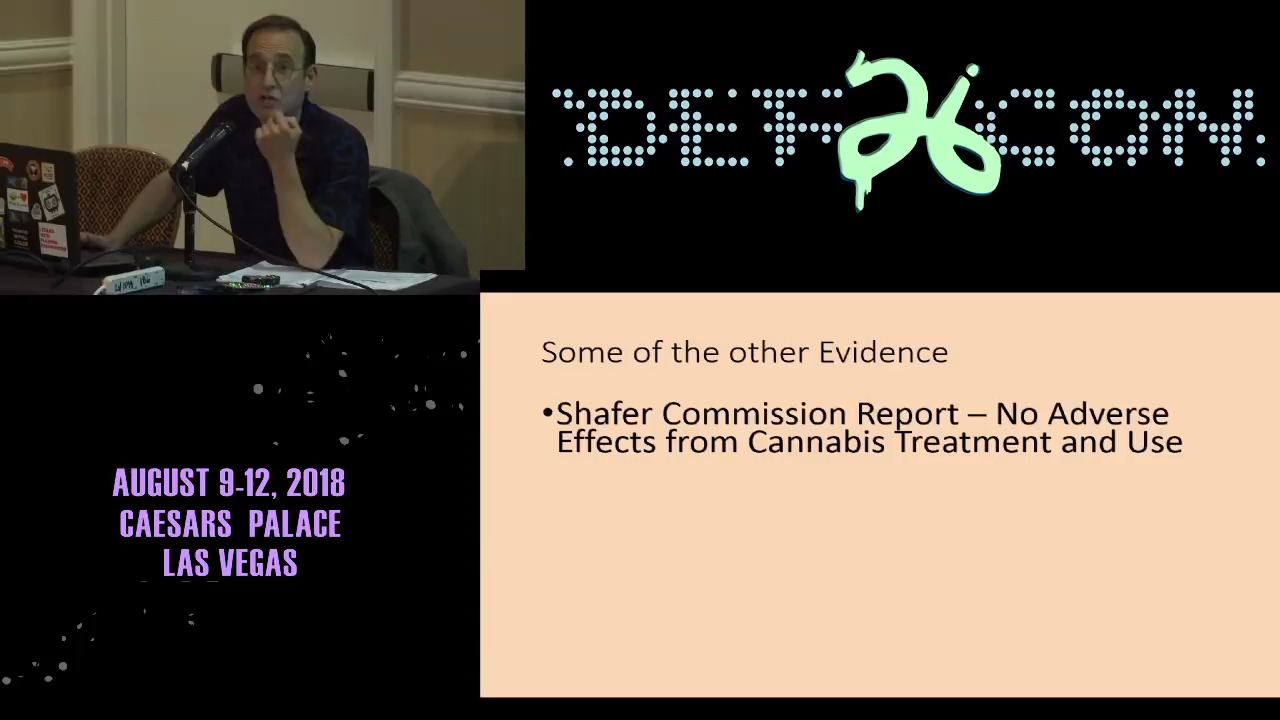 DEF 26 CON
Some of the other Evidence
•Shafer Commission Report – No Adverse
Effects from Cannabis Treatment and Use
AUGUST 9-12, 2018
CAESARS PALACE
LAS VEGAS